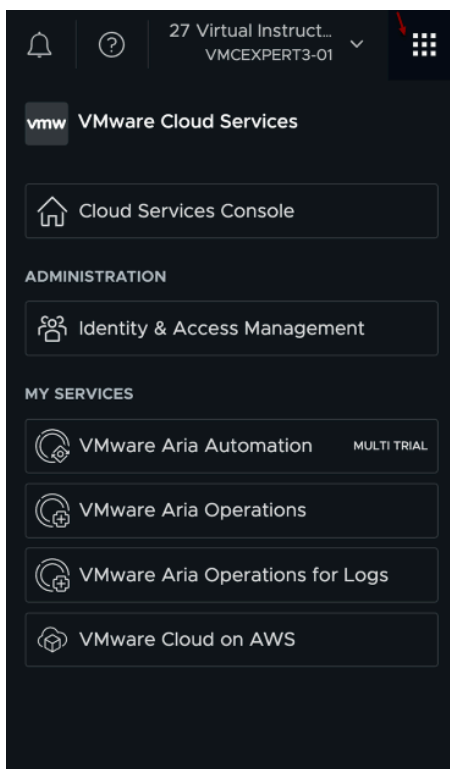 27 Virtual Instruct...
VMCEXPERT3-01
vmw VMware Cloud Services
Cloud Services Console
ADMINISTRATION
Identity & Access Management
MY SERVICES
VMware Aria Automation MULTI TRIAL
VMware Aria Operations
VMware Aria Operations for Logs
VMware Cloud on AWS